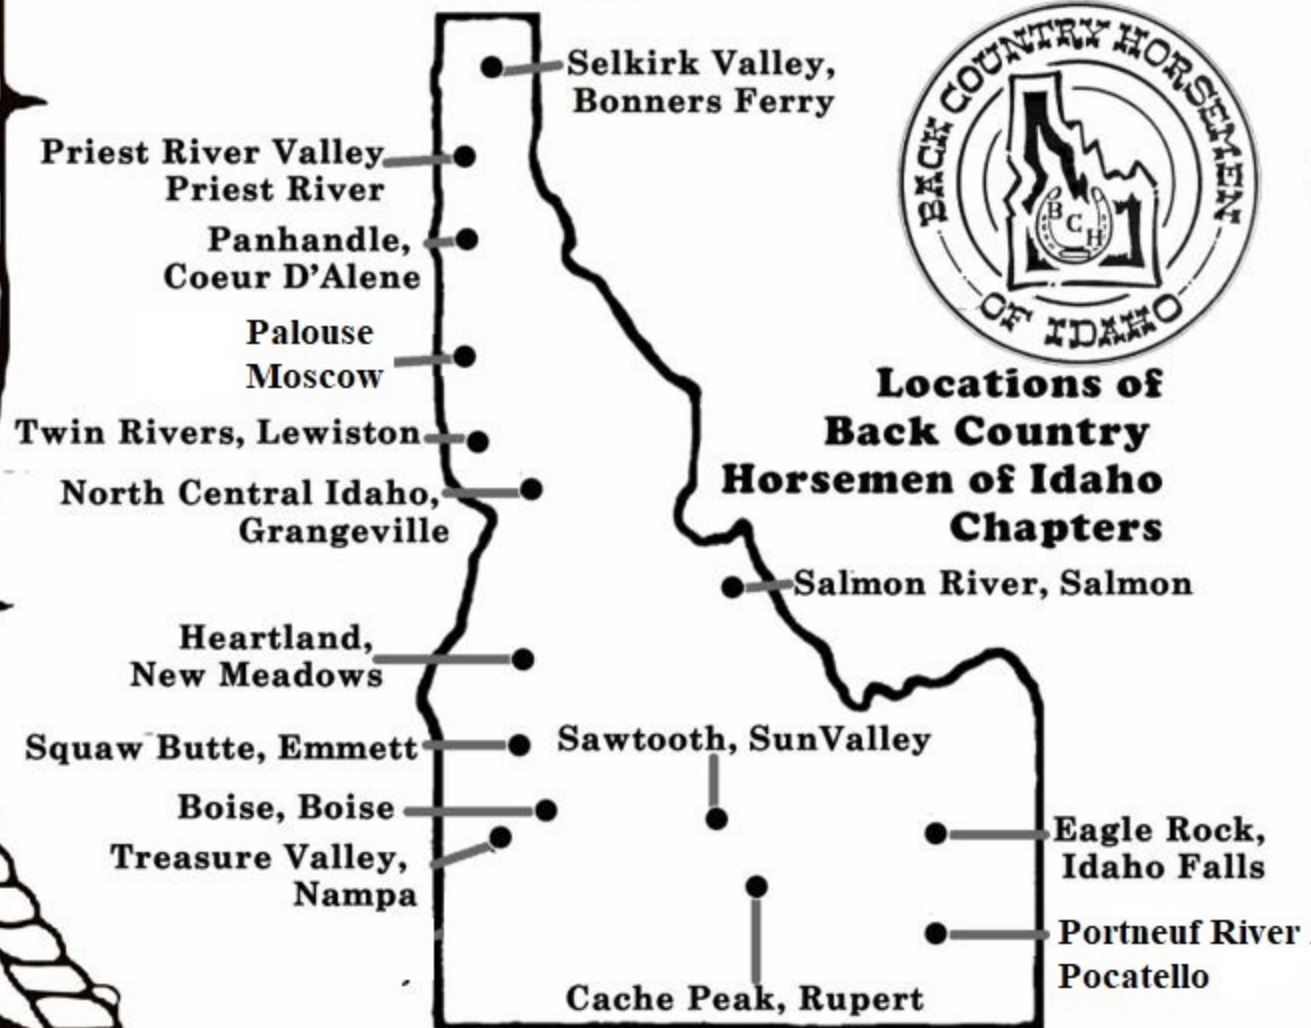 Selkirk Valley,
Bonners Ferry
Priest River Valley
Priest River
Panhandle,
Coeur D'Alene
Palouse
Moscow
Twin Rivers, Lewiston
North Central Idaho,
Grangeville
Heartland,
New Meadows
Squaw Butte, Emmett
Boise, Boise
Treasure Valley,
Nampa
BACK COUNTRY HORSEMEN
B
C
H
OF IDAHO
Locations of
Back Country
Horsemen of Idaho
Chapters
Salmon River, Salmon
Sawtooth, SunValley
Eagle Rock,
Idaho Falls
Portneuf River
Pocatello
Cache Peak, Rupert